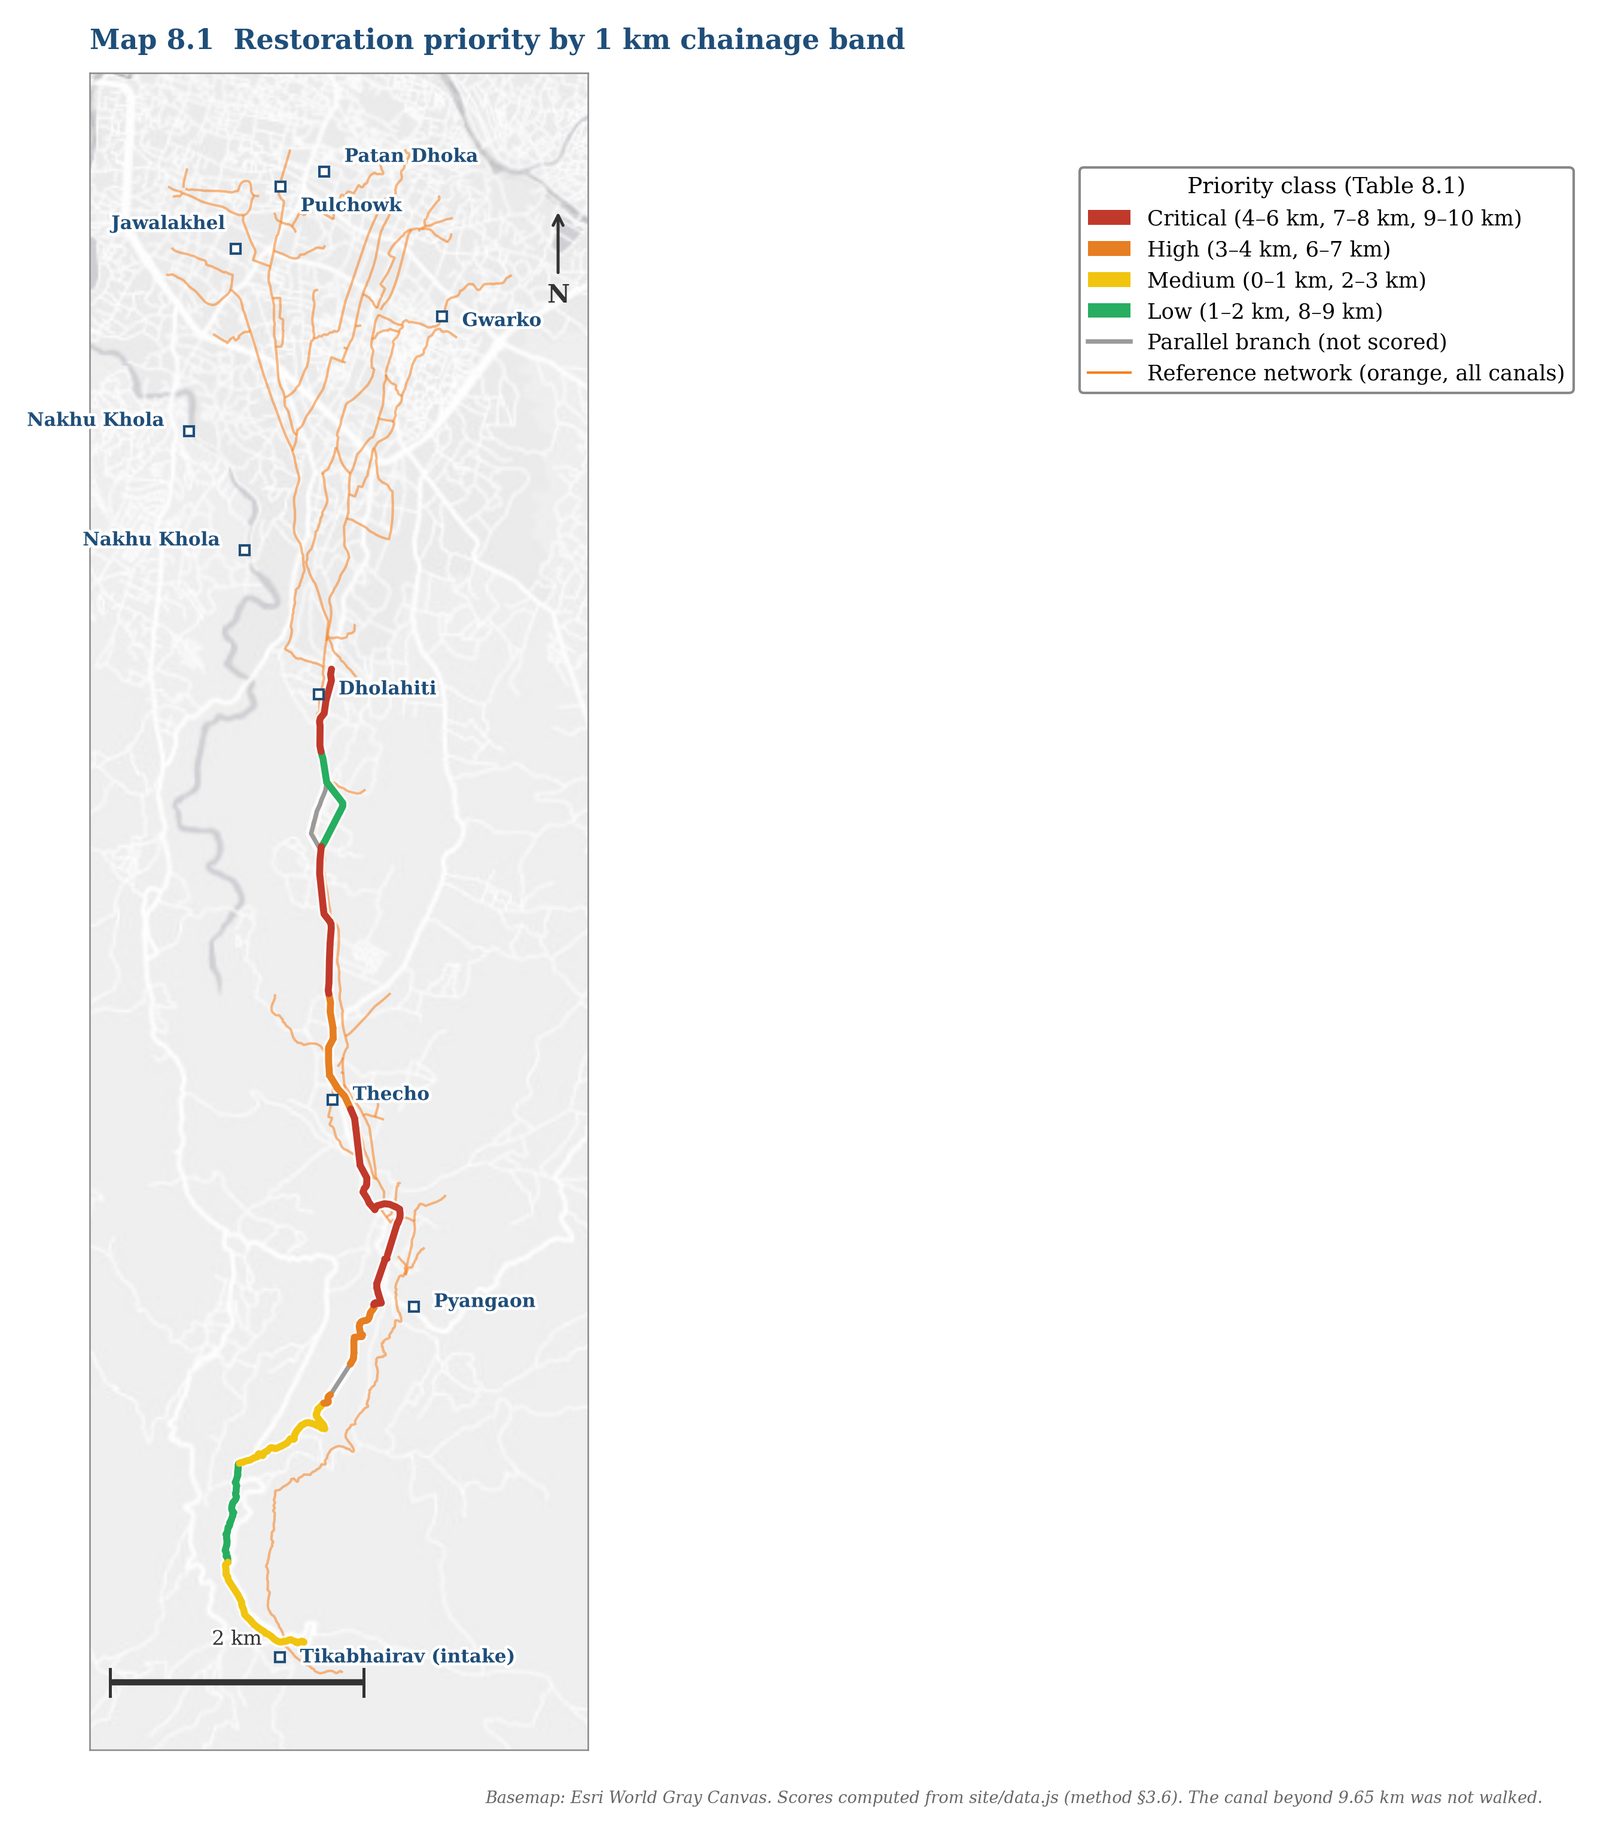 Map 8.1  Restoration priority by 1 km chainage band
Patan Dhoka
Pulchowk
Jawalakhel
N
Gwarko
Nakhu Khola
Nakhu Khola
Dholahiti
Thecho
Pyangaon
2 km
Tikabhairav (intake)
Priority class (Table 8.1)
Critical (4–6 km, 7–8 km, 9–10 km)
High (3–4 km, 6–7 km)
Medium (0–1 km, 2–3 km)
Low (1–2 km, 8–9 km)
Parallel branch (not scored)
Reference network (orange, all canals)
Basemap: Esri World Gray Canvas. Scores computed from site/data.js (method §3.6). The canal beyond 9.65 km was not walked.